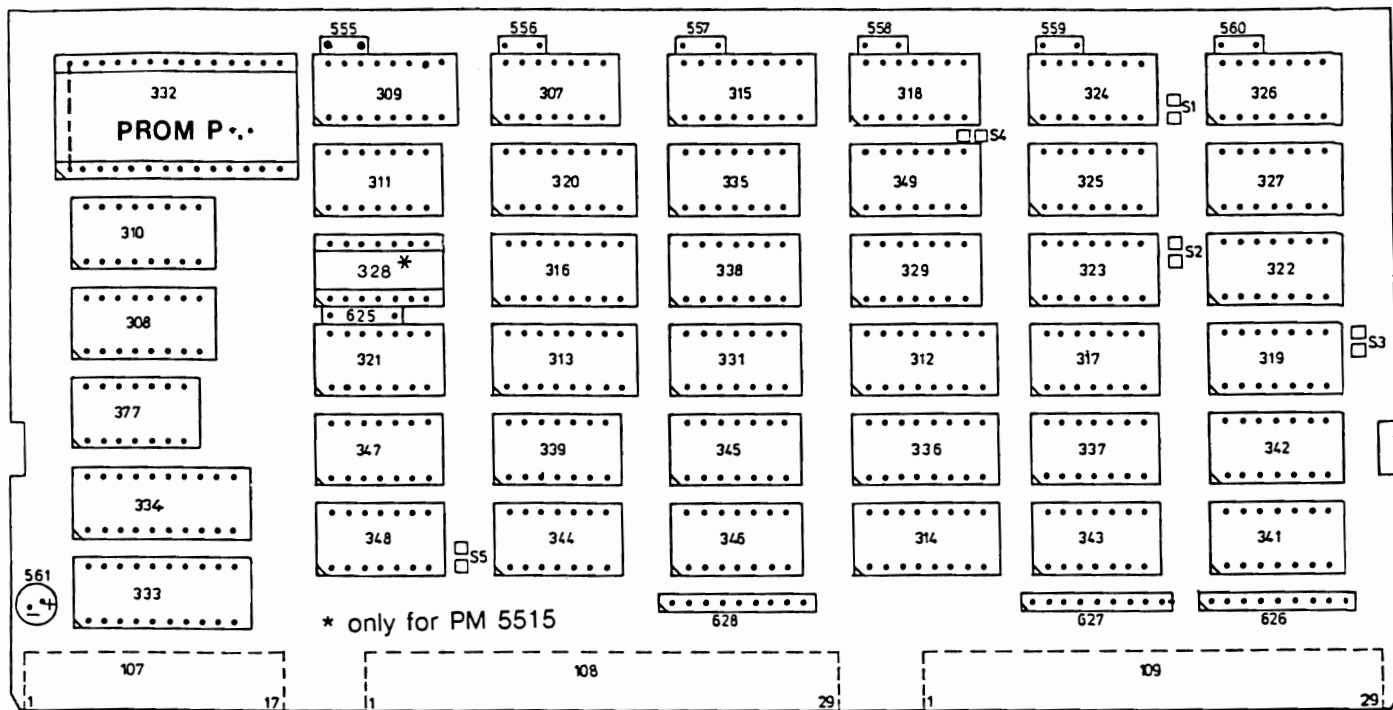 555 556 557 558 559 560
332 309 307 315 318 324 S1 326
PROM P...
S4
311 320 335 349 325 327
310
328 * 316 338 329 323 S2 322
308 625
321 313 331 312 317 319 S3
377
347 339 345 336 337 342
334
348 S5 344 346 314 343 341
561
333
- +
* only for PM 5515 628 627 626
107 108 109
1 17 1 29 1 29